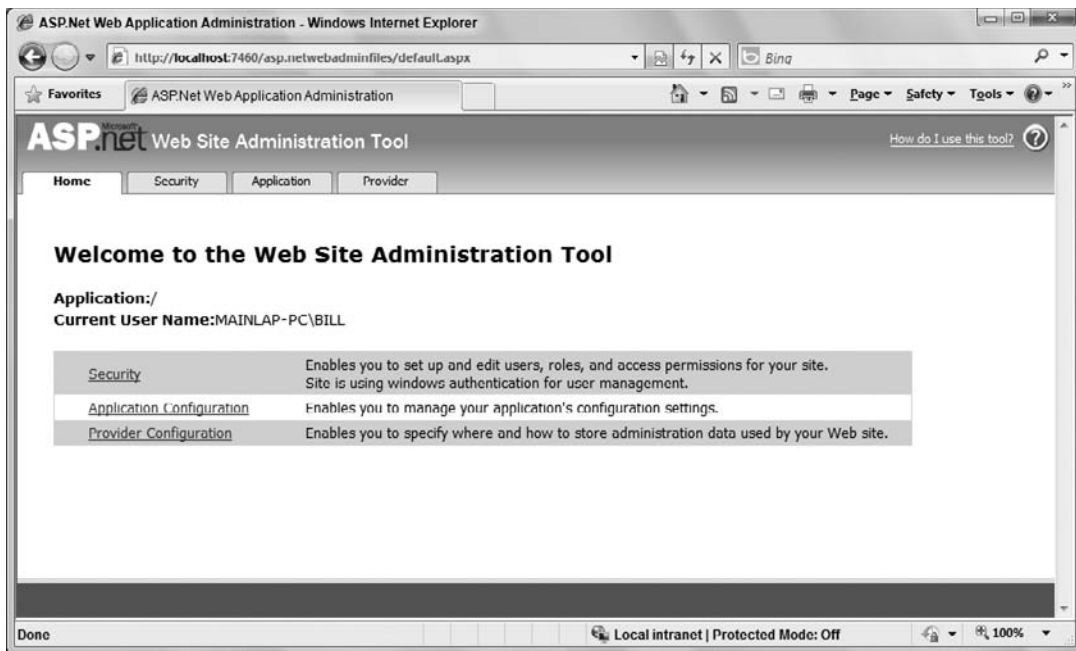 ASP.Net Web Application Administration - Windows Internet Explorer
http://localhost:7460/asp.netwebadminfiles/default.aspx
Bing
Favorites
ASP.Net Web Application Administration
Page
Safety
Tools
Microsoft
ASP.net Web Site Administration Tool
How do I use this tool?
Home
Security
Application
Provider
Welcome to the Web Site Administration Tool
Application:/
Current User Name:MAINLAP-PC\BILL
Security
Enables you to set up and edit users, roles, and access permissions for your site.
Site is using windows authentication for user management.
Application Configuration
Enables you to manage your application's configuration settings.
Provider Configuration
Enables you to specify where and how to store administration data used by your Web site.
Done
Local intranet | Protected Mode: Off
100%